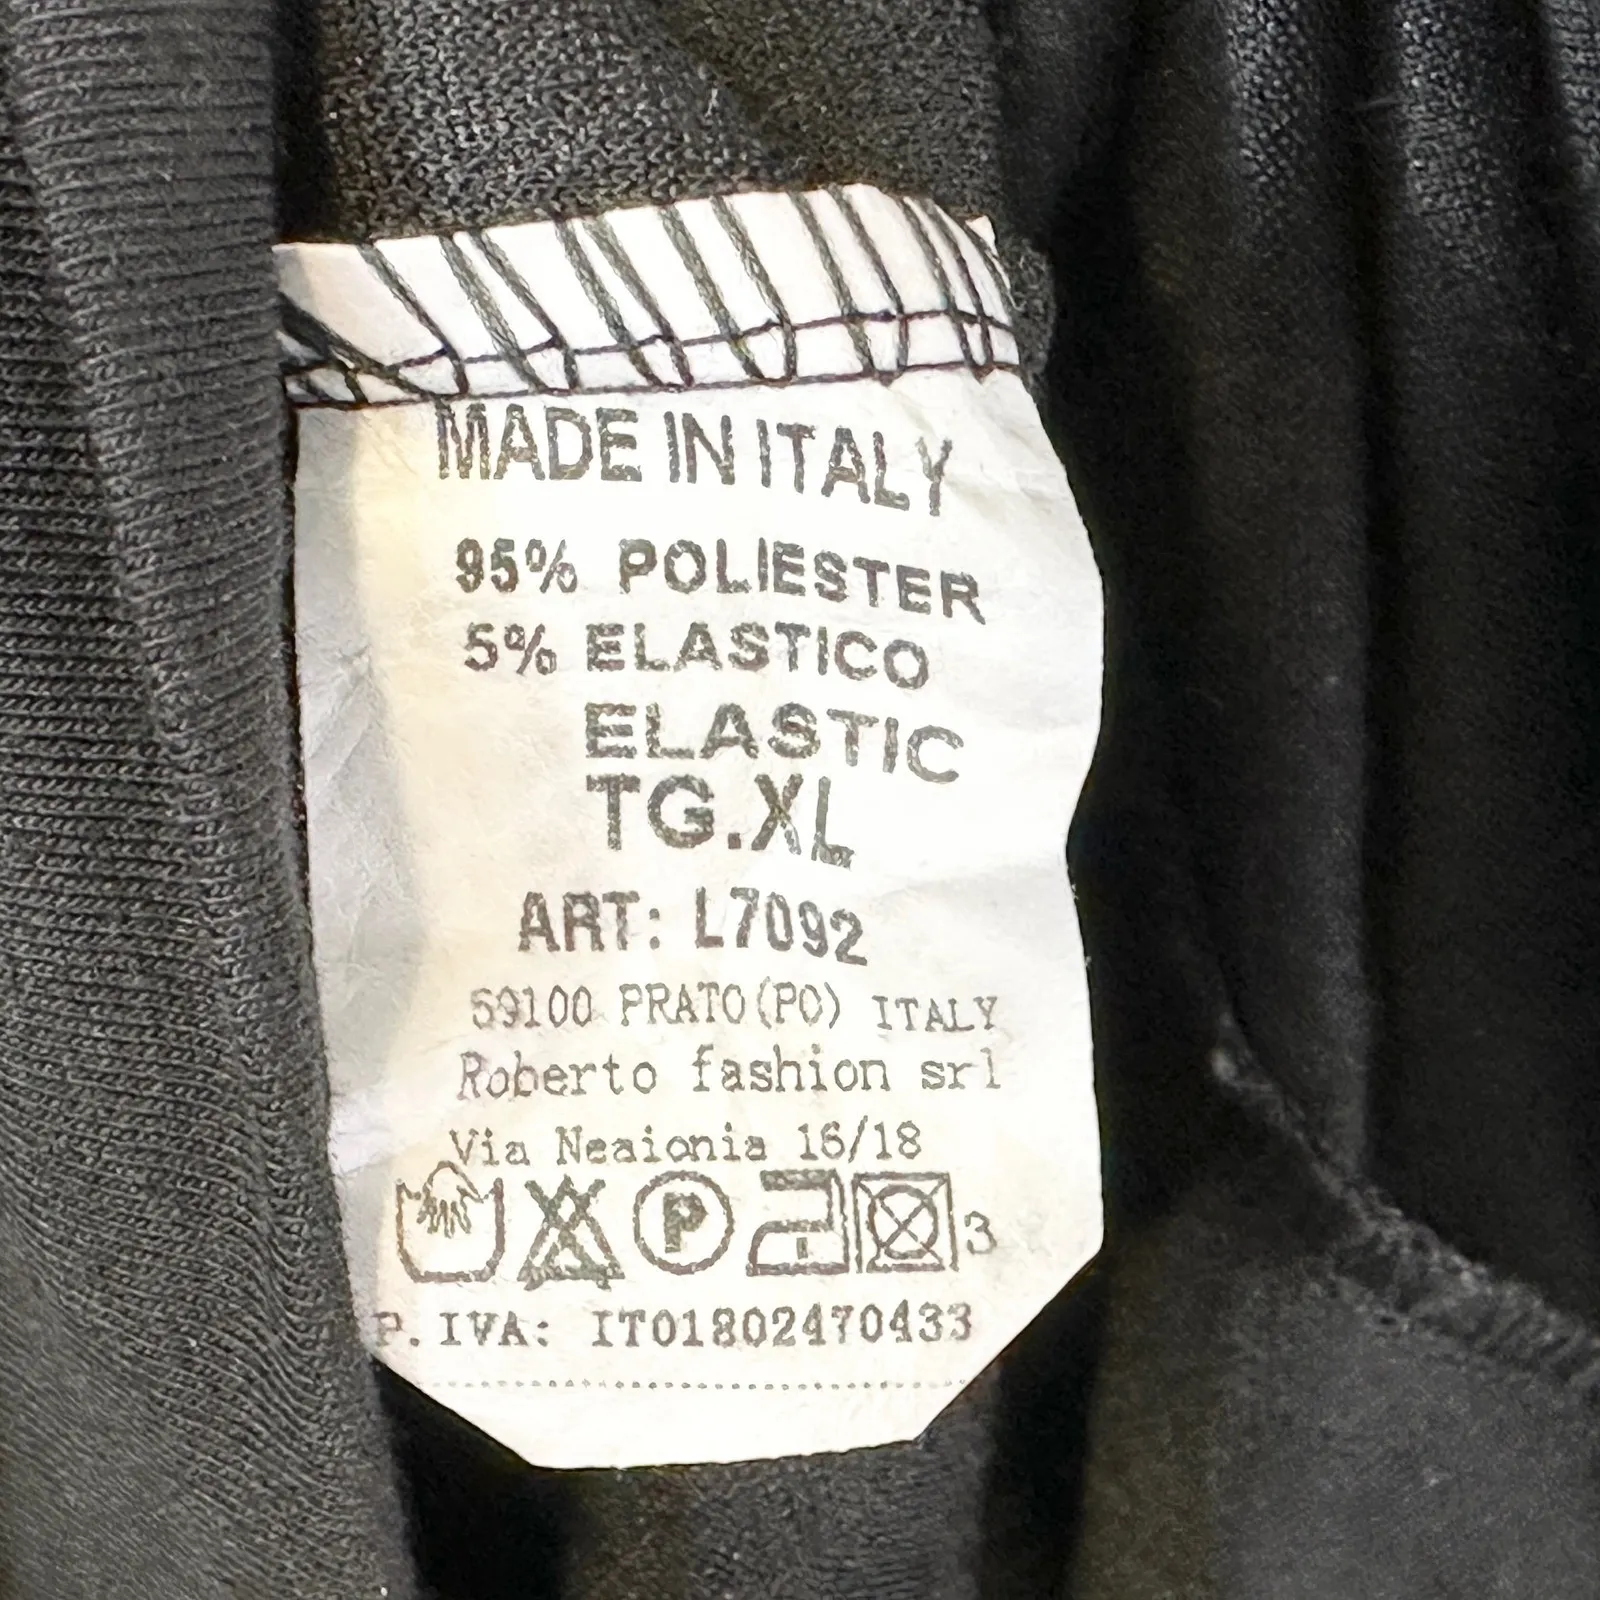 MADE IN ITALY
95% POLIESTER
5% ELASTICO
ELASTIC
TG.XL
ART: L7092
59100 PRATO(PO) ITALY
Roberto fashion srl
Via Neaionia 16/18
P
3
P.IVA: IT01802470433